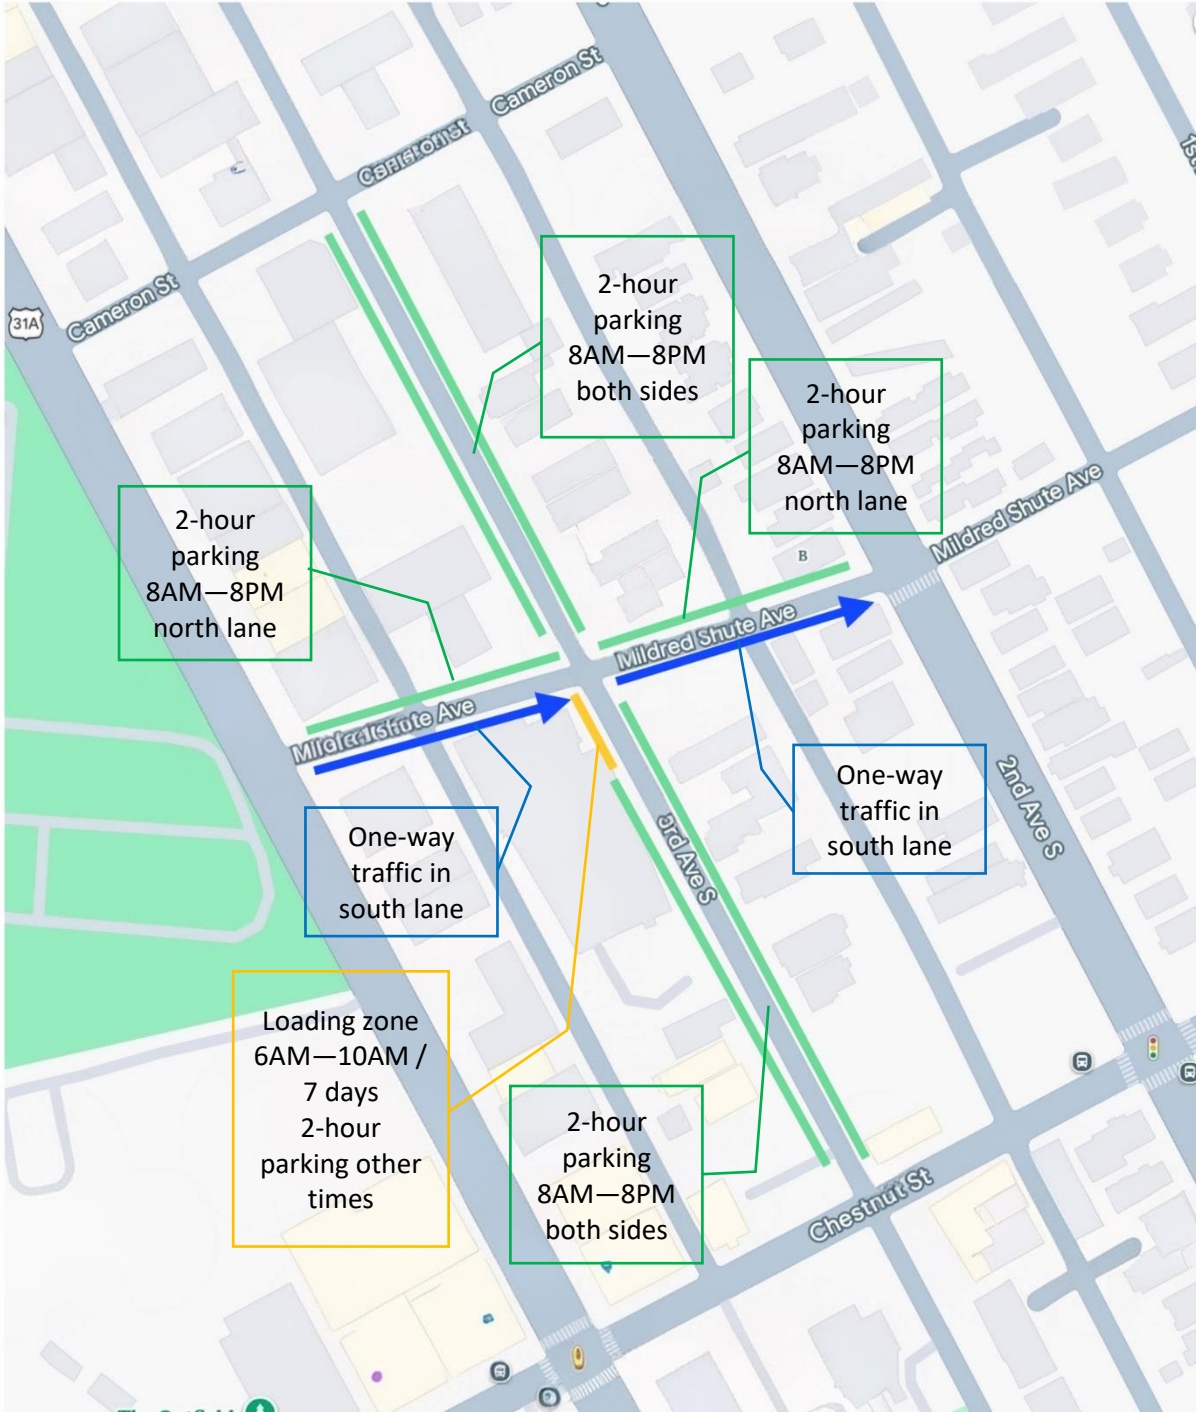 Cameron St
31A
Cameron St
2-hour
parking
8AM—8PM
both sides
2-hour
parking
8AM—8PM
north lane
2-hour
parking
8AM—8PM
north lane
B
Mildred Shute Ave
Mildred Shute Ave
Shute Ave
One-way
traffic in
south lane
One-way
traffic in
south lane
2nd Ave S
3rd Ave S
Loading zone
6AM—10AM /
7 days
2-hour
parking other
times
2-hour
parking
8AM—8PM
both sides
Chestnut St